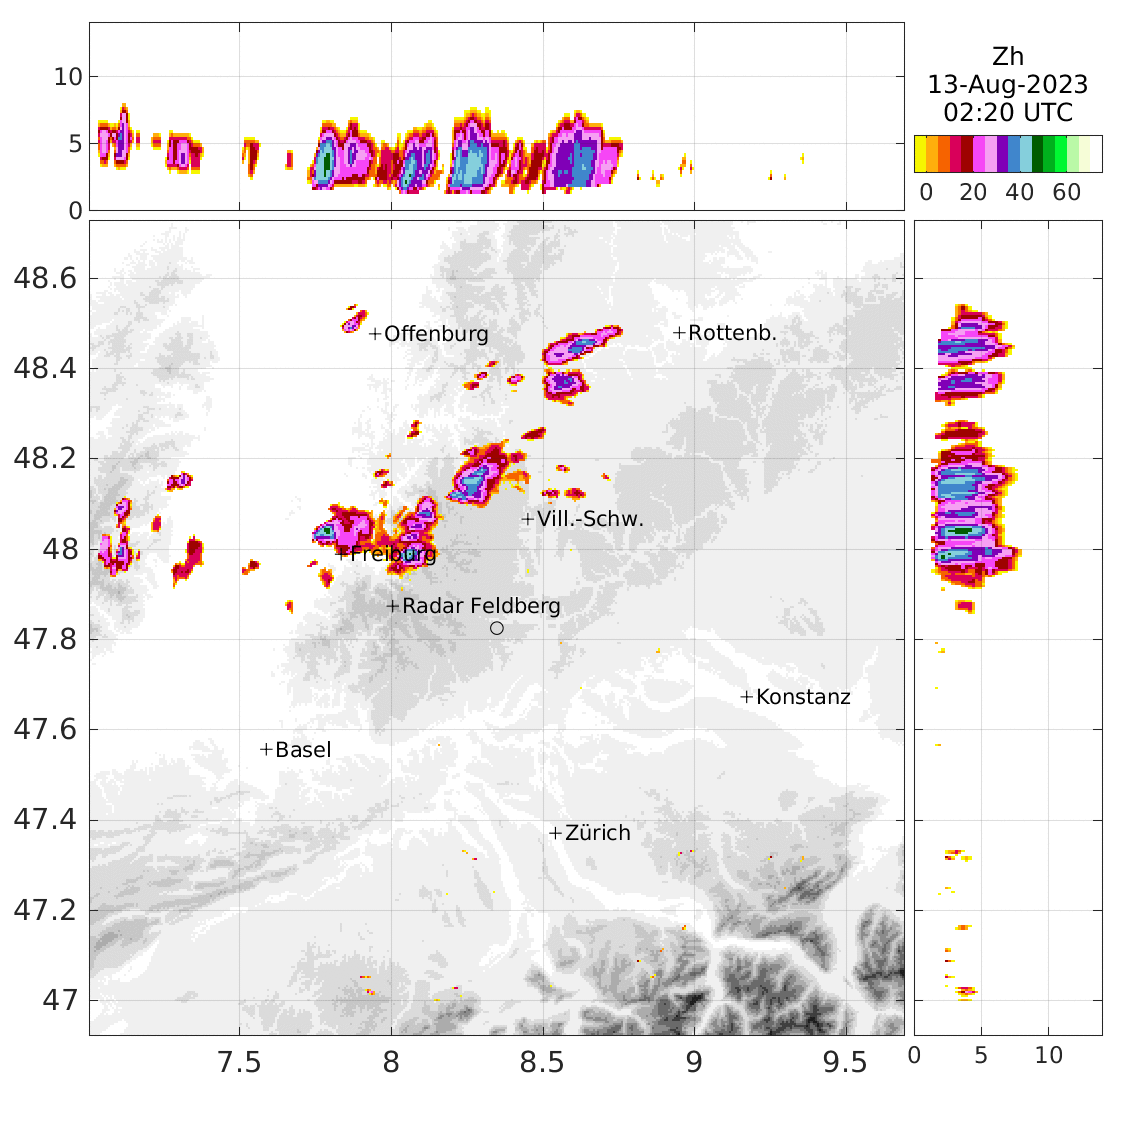 10
5
0
Zh
13-Aug-2023
02:20 UTC
0 20 40 60
48.6
48.4
48.2
48
47.8
47.6
47.4
47.2
47
+Offenburg
+Rottenb.
+Vill.-Schw.
+Freiburg
+Radar Feldberg
+Konstanz
+Basel
+Zürich
7.5 8 8.5 9 9.5
0 5 10